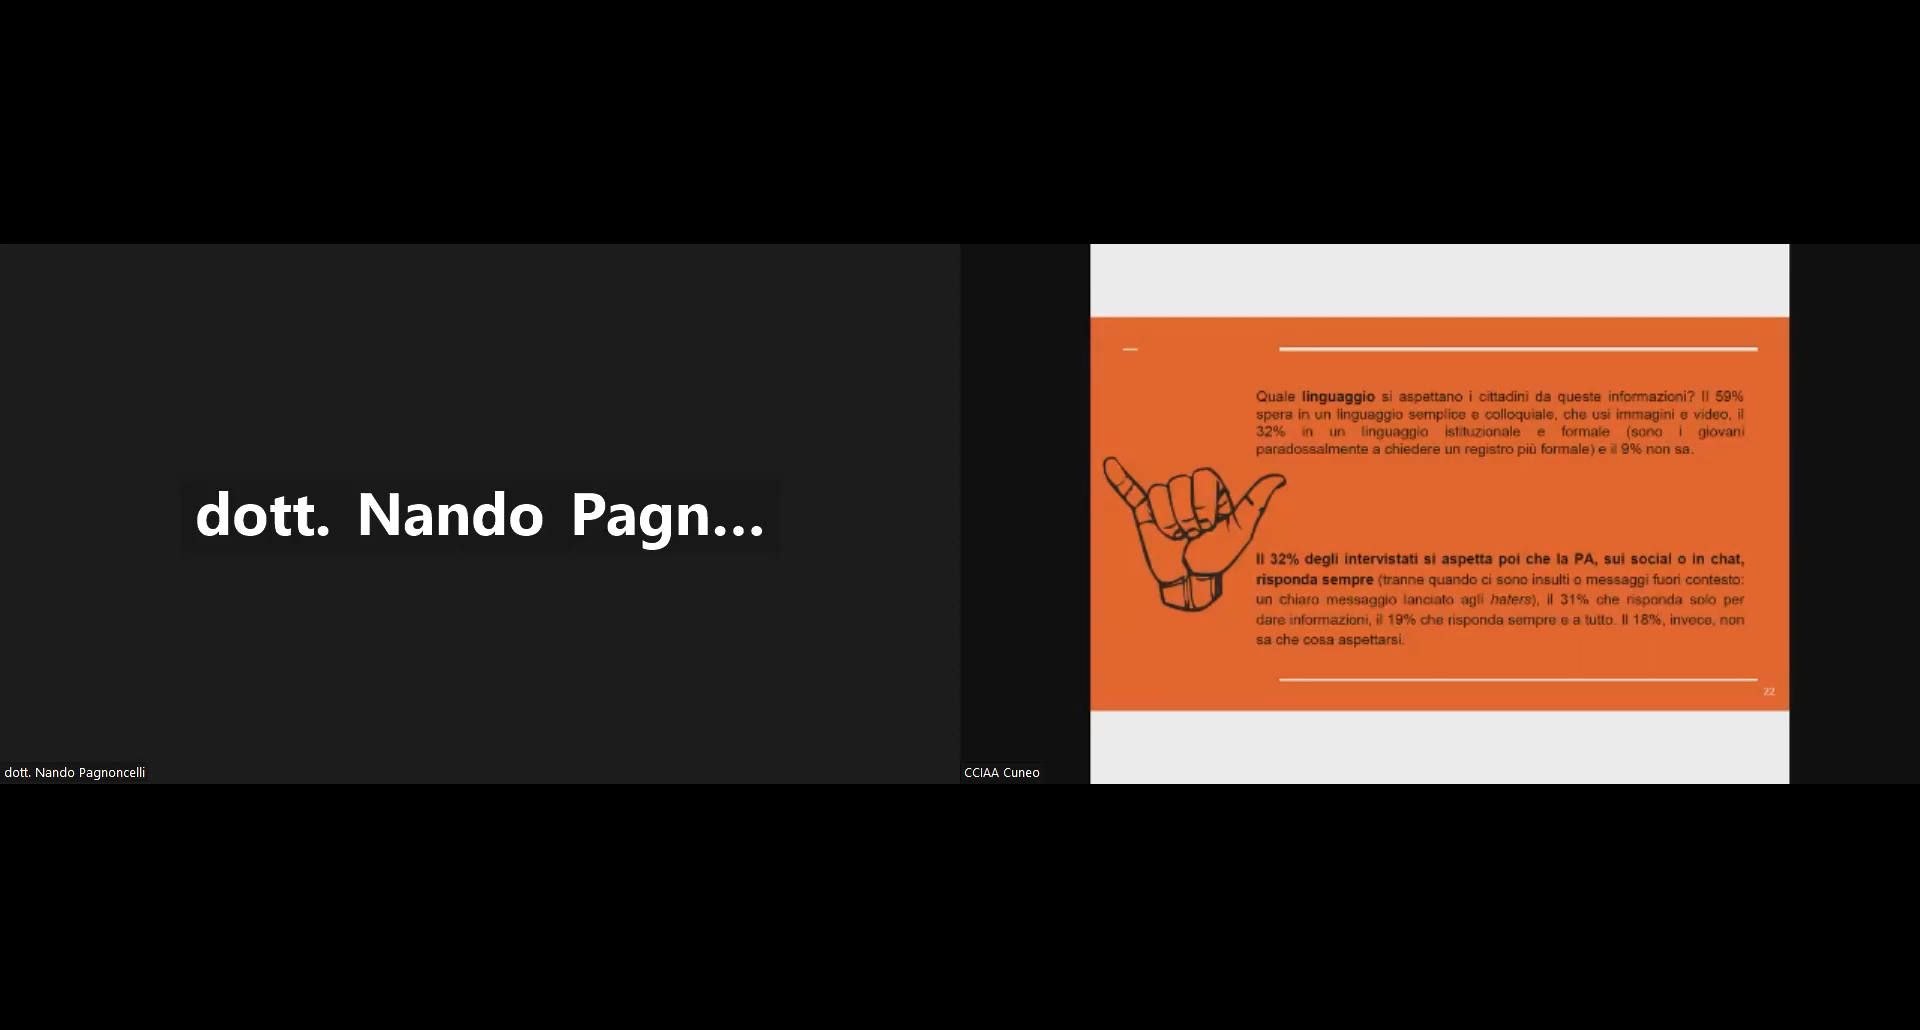 dott. Nando Pagn...
dott. Nando Pagnoncelli
CCIAA Cuneo
Quale linguaggio si aspettano i cittadini da queste informazioni? Il 59%
spera in un linguaggio semplice e colloquiale, che usi immagini e video, il
32% in un linguaggio istituzionale e formale (sono i giovani
paradossalmente a chiedere un registro più formale) e il 9% non sa.
Il 32% degli intervistati si aspetta poi che la PA, sui social o in chat,
risponda sempre (tranne quando ci sono insulti o messaggi fuori contesto:
un chiaro messaggio lanciato agli haters), il 31% che risponda solo per
dare informazioni, il 19% che risponda sempre e a tutto. Il 18%, invece, non
sa che cosa aspettarsi.
22